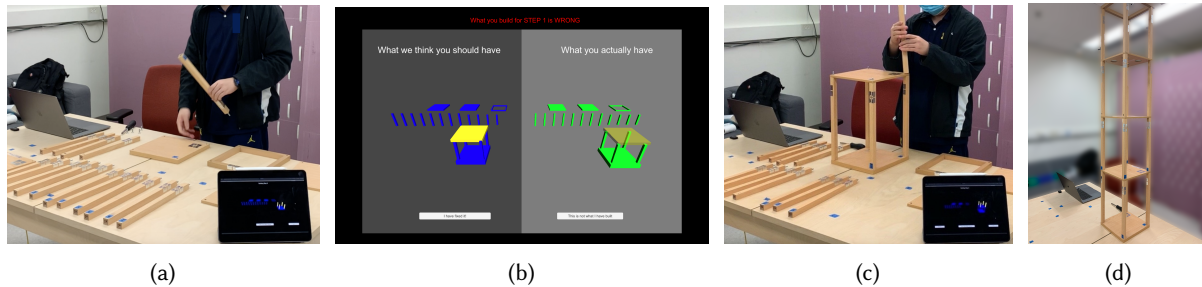 What you build for STEP 1 is WRONG
What we think you should have
What you actually have
I have fixed it!
This is not what I have built
(a)
(b)
(c)
(d)